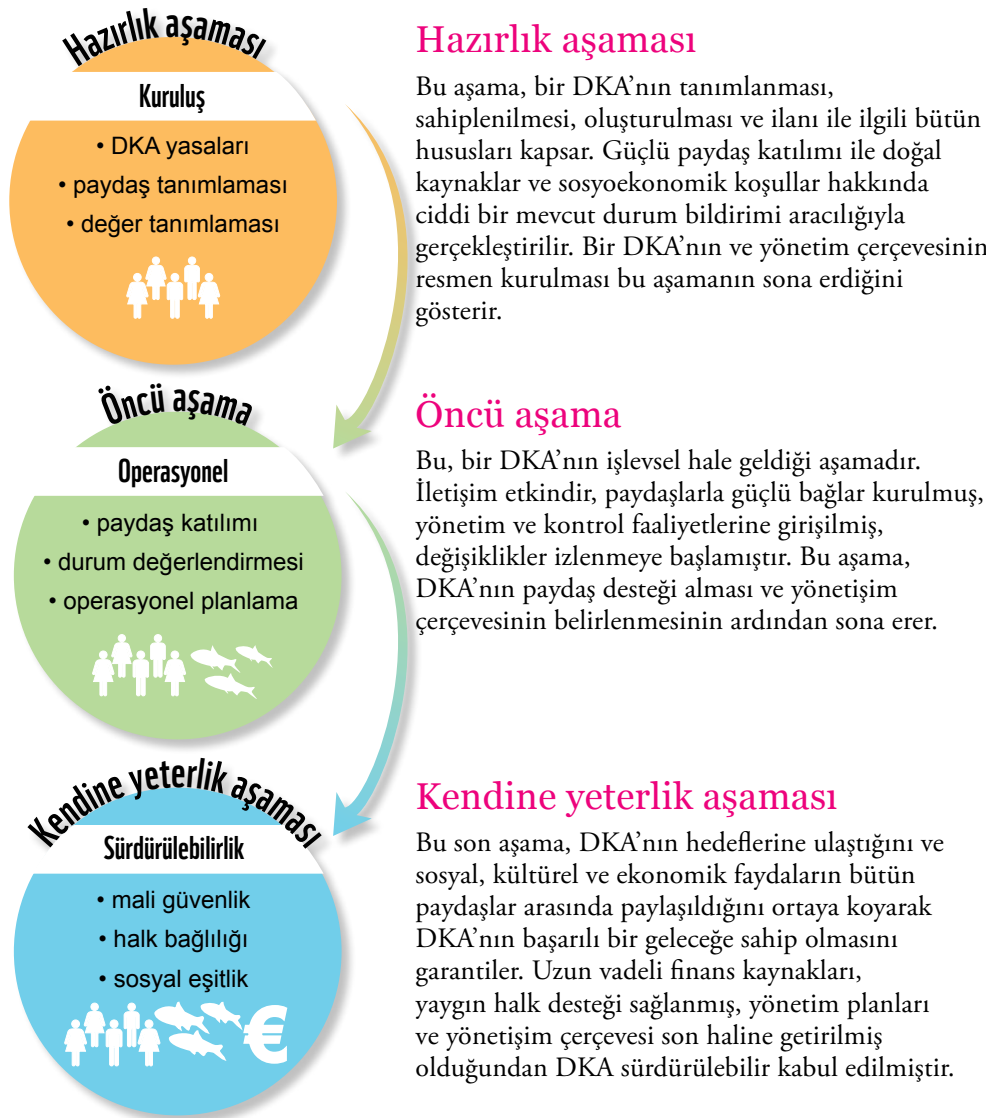 Hazırlık aşaması
Kuruluş
• DKA yasaları
• paydaş tanımlaması
• değer tanımlaması
Hazırlık aşaması
Bu aşama, bir DKA’nın tanımlanması,
sahiplenilmesi, oluşturulması ve ilanı ile ilgili bütün
hususları kapsar. Güçlü paydaş katılımı ile doğal
kaynaklar ve sosyoekonomik koşullar hakkında
ciddi bir mevcut durum bildirimi aracılığıyla
gerçekleştirilir. Bir DKA’nın ve yönetim çerçevesinin
resmen kurulması bu aşamanın sona erdiğini
gösterir.
Öncü aşama
Operasyonel
• paydaş katılımı
• durum değerlendirmesi
• operasyonel planlama
Öncü aşama
Bu, bir DKA’nın işlevsel hale geldiği aşamadır.
İletişim etkindir, paydaşlarla güçlü bağlar kurulmuş,
yönetim ve kontrol faaliyetlerine girişilmiş,
değişiklikler izlenmeye başlamıştır. Bu aşama,
DKA’nın paydaş desteği alması ve yönetişim
çerçevesinin belirlenmesinin ardından sona erer.
Kendine yeterlik aşaması
Sürdürülebilirlik
• mali güvenlik
• halk bağlılığı
• sosyal eşitlik
€
Kendine yeterlik aşaması
Bu son aşama, DKA’nın hedeflerine ulaştığını ve
sosyal, kültürel ve ekonomik faydaların bütün
paydaşlar arasında paylaşıldığını ortaya koyarak
DKA’nın başarılı bir geleceğe sahip olmasını
garantiler. Uzun vadeli finans kaynakları,
yaygın halk desteği sağlanmış, yönetim planları
ve yönetişim çerçevesi son haline getirilmiş
olduğundan DKA sürdürülebilir kabul edilmiştir.